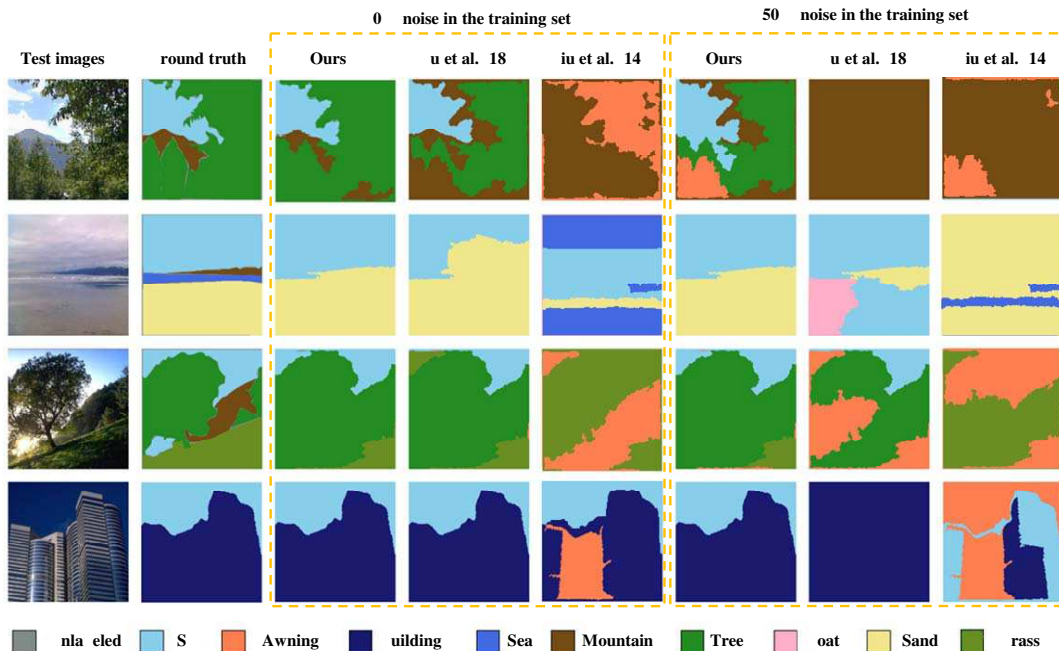 0 noise in the training set
50 noise in the training set
Test images round truth Ours u et al. 18 iu et al. 14 Ours u et al. 18 iu et al. 14
nla eled S Awning uilding Sea Mountain Tree oat Sand rass